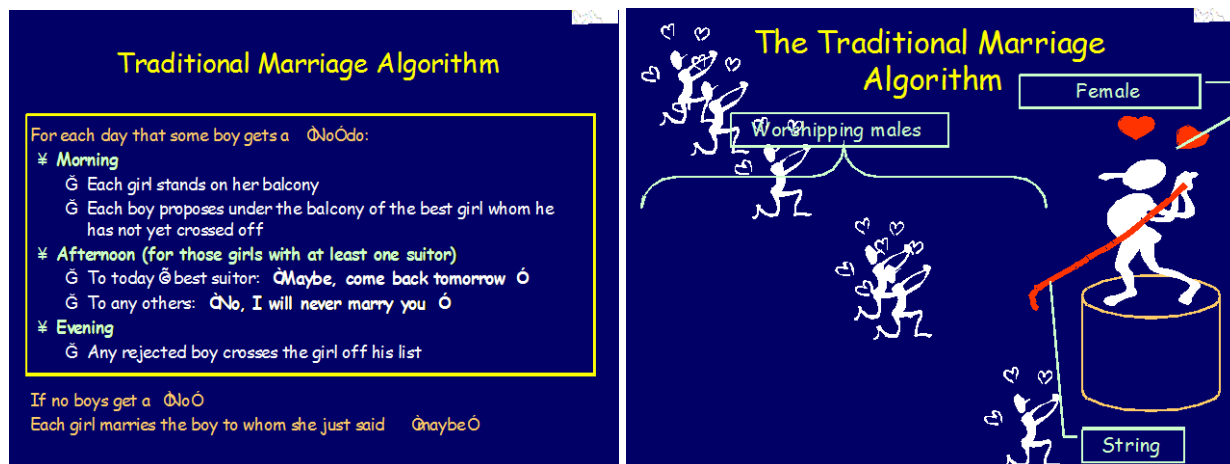 Traditional Marriage Algorithm
For each day that some boy gets a ÒNoÓ do:
¥ Morning
Ğ Each girl stands on her balcony
Ğ Each boy proposes under the balcony of the best girl whom he
has not yet crossed off
¥ Afternoon (for those girls with at least one suitor)
Ğ To today Õs best suitor: ÒMaybe, come back tomorrow Ó
Ğ To any others: ÒNo, I will never marry you Ó
¥ Evening
Ğ Any rejected boy crosses the girl off his list
If no boys get a ÒNoÓ
Each girl marries the boy to whom she just said ÒmaybeÓ
The Traditional Marriage
Algorithm
Female
Worshipping males
String